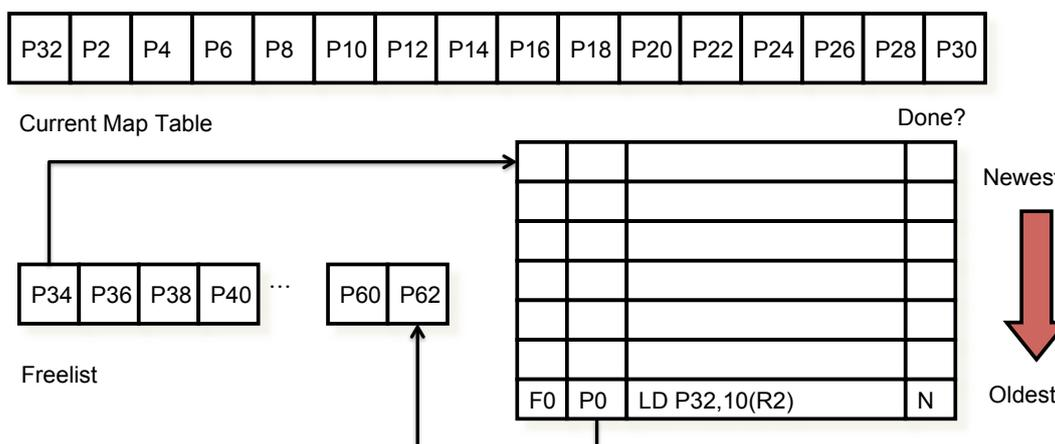 P32 P2 P4 P6 P8 P10 P12 P14 P16 P18 P20 P22 P24 P26 P28 P30
Current Map Table
Done?
Newest
P34 P36 P38 P40 ... P60 P62
Freelist
F0 P0 LD P32,10(R2) N
Oldest